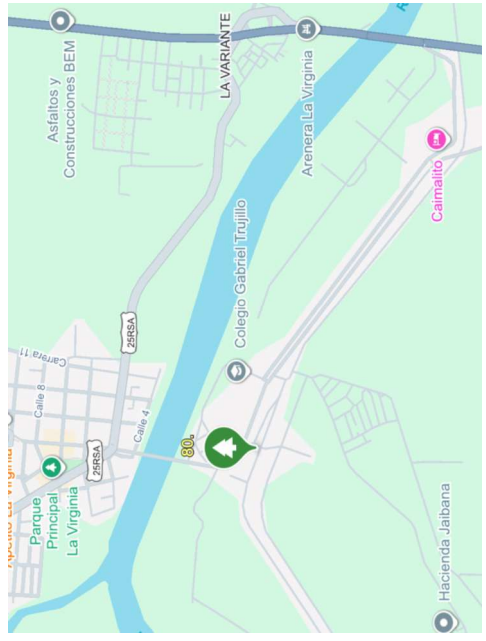 Parque
Principal
La Virginia
Calle 8
Carrera 11
Asfaltos y
Construcciones BEM
25RSA
25RSA
Calle 4
80.
Colegio Gabriel Trujillo
LA VARIANTE
Arenera La Virginia
Caimalito
Hacienda Jaibana